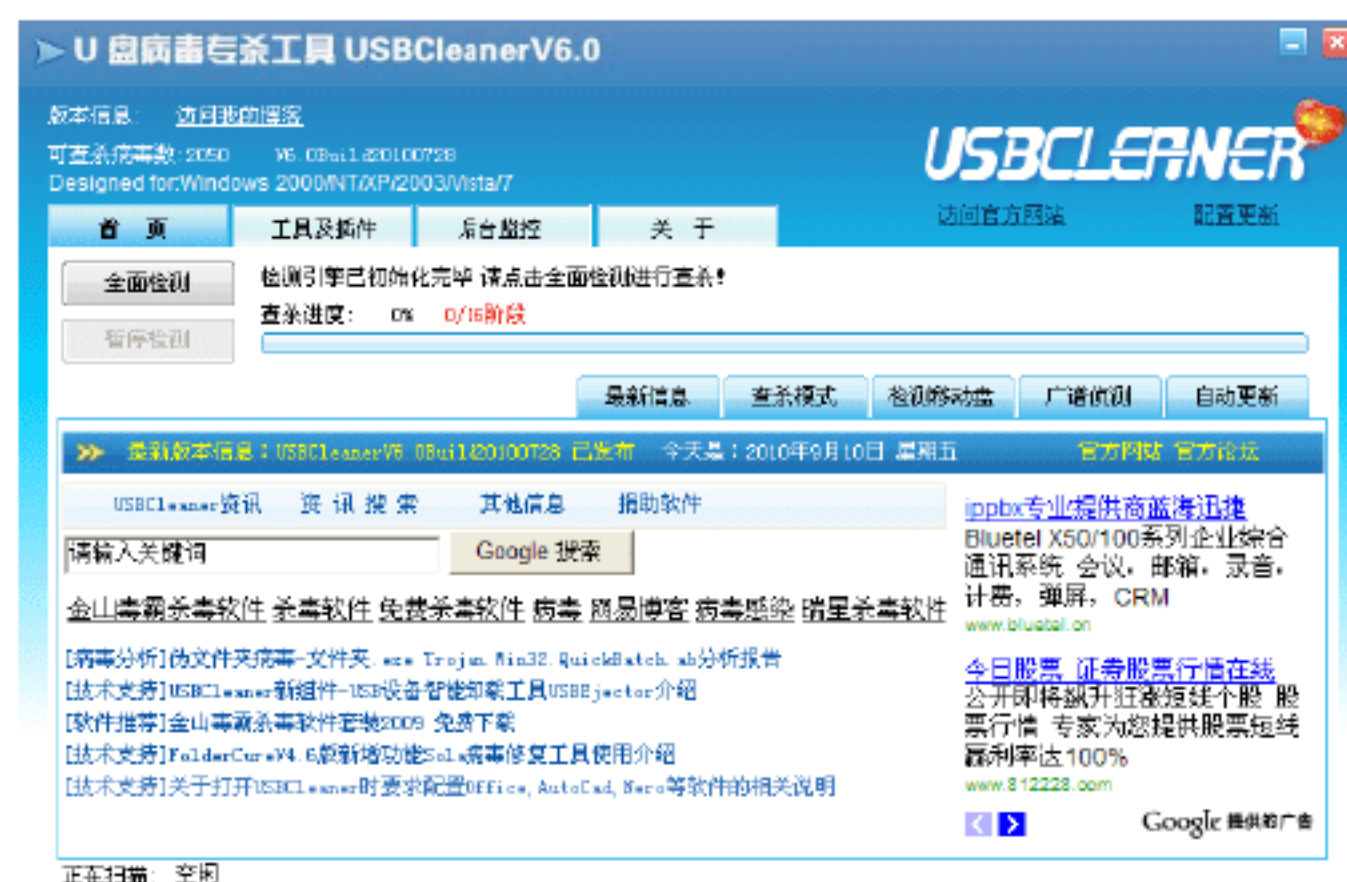 U 盘病毒专杀工具 USBCleanerV6.0
版本信息: 访问我的博客
可查杀病毒数:2050 V6.0Build20100728
Designed for:Windows 2000/NT/XP/2003/Vista/7
USBCLEANER
访问官方网站 配置更新
首 页 工具及插件 后台监控 关 于
全面检测 检测引擎已初始化完毕 请点击全面检测进行查杀!
查杀进度: 0% 0/16阶段
暂停检测
最新信息 查杀模式 检测移动盘 广谱侦测 自动更新
最新版本信息:USBCleanerV6.0Build20100728 已发布 今天是:2010年9月10日 星期五 官方网站 官方论坛
USBCleaner资讯 资 讯 搜 索 其他信息 捐助软件
请输入关键词 Google 搜索
金山毒霸杀毒软件 杀毒软件 免费杀毒软件 病毒 网易博客 病毒感染 瑞星杀毒软件
[病毒分析]伪文件夹病毒-文件夹.exe Trojan.Win32.QuickBatch.ab分析报告
[技术支持]USBCleaner新组件-USB设备智能卸载工具USBEjector介绍
[软件推荐]金山毒霸杀毒软件套装2009 免费下载
[技术支持]FolderCureV4.6版新增功能Sola病毒修复工具使用介绍
[技术支持]关于打开USBCleaner时要求配置Office,AutoCad,Nero等软件的相关说明
ippbx专业提供商蓝海迅捷
Bluetel X50/100系列企业综合
通讯系统 会议，邮箱，录音，
计费，弹屏，CRM
www.bluetel.cn
今日股票 证券股票行情在线
公开即将飙升狂涨短线个股 股
票行情 专家为您提供股票短线
赢利率达100%
www.812228.com
Google 提供的广告
正在扫描: 空闲